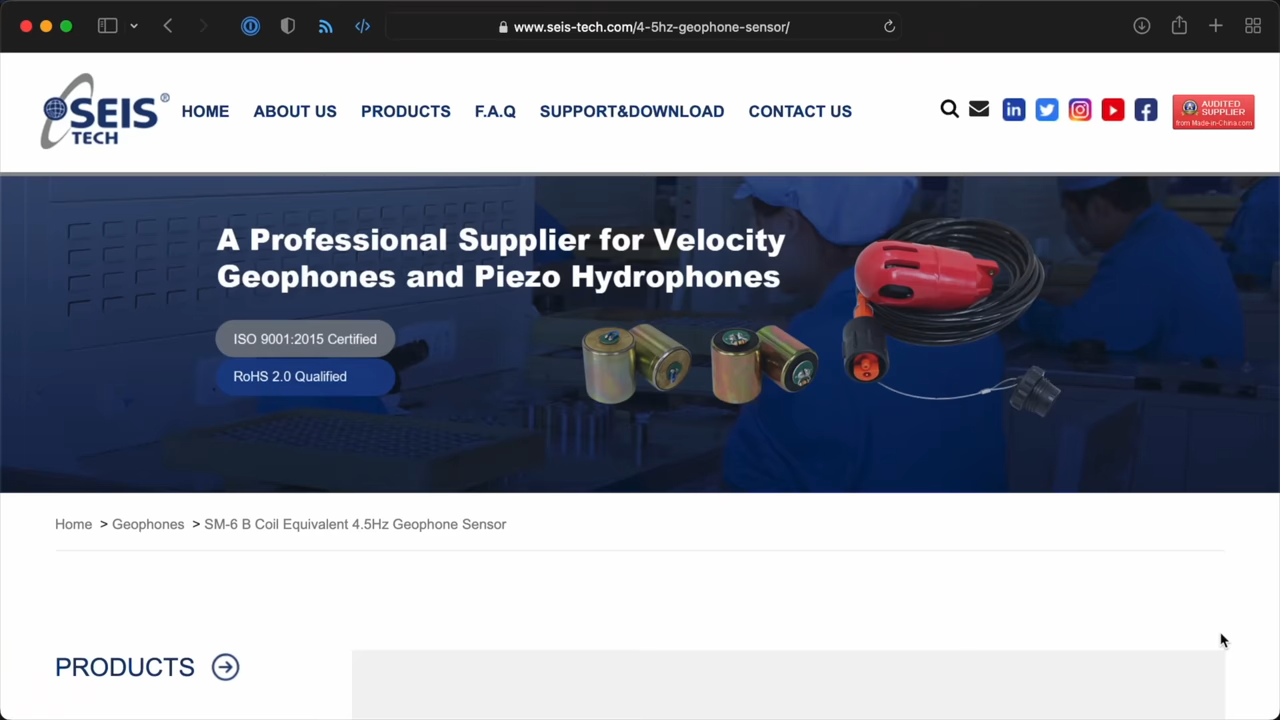 www.seis-tech.com/4-5hz-geophone-sensor/
SEIS ®
TECH
HOME ABOUT US PRODUCTS F.A.Q SUPPORT&DOWNLOAD CONTACT US
in
AUDITED
SUPPLIER
from Made-in-China.com
A Professional Supplier for Velocity
Geophones and Piezo Hydrophones
ISO 9001:2015 Certified
RoHS 2.0 Qualified
Home > Geophones > SM-6 B Coil Equivalent 4.5Hz Geophone Sensor
PRODUCTS